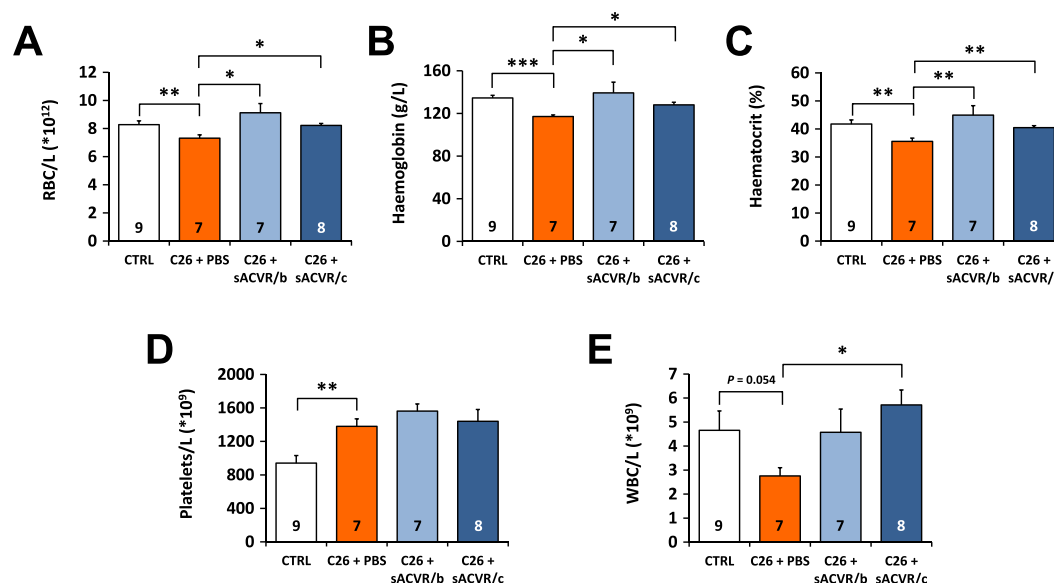 A
RBC/L (*10¹²)
12
10
8
6
4
2
0
**
*
*
9
7
7
8
CTRL
C26 + PBS
C26 +
sACVR/b
C26 +
sACVR/c
B
Haemoglobin (g/L)
160
120
80
40
0
***
*
*
9
7
7
8
CTRL
C26 + PBS
C26 +
sACVR/b
C26 +
sACVR/c
C
Haematocrit (%)
60
50
40
30
20
10
0
**
**
**
9
7
7
8
CTRL
C26 + PBS
C26 +
sACVR/b
C26 +
sACVR/
D
Platelets/L (*10⁹)
2000
1600
1200
800
400
0
**
9
7
7
8
CTRL
C26 + PBS
C26 +
sACVR/b
C26 +
sACVR/c
E
WBC/L (*10⁹)
7
6
5
4
3
2
1
0
P = 0.054
*
9
7
7
8
CTRL
C26 + PBS
C26 +
sACVR/b
C26 +
sACVR/c